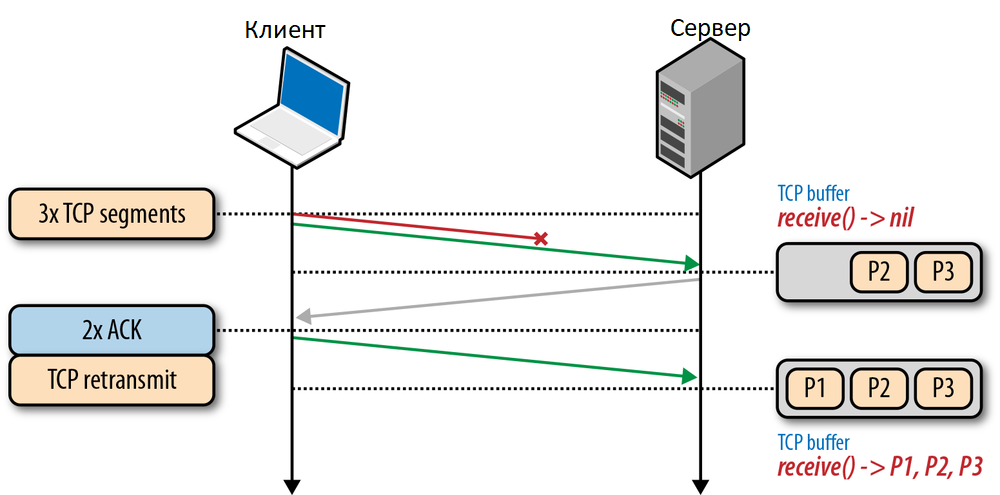 Клиент
Сервер
3x TCP segments
TCP buffer
receive() -> nil
P2 P3
2x ACK
TCP retransmit
P1 P2 P3
TCP buffer
receive() -> P1, P2, P3